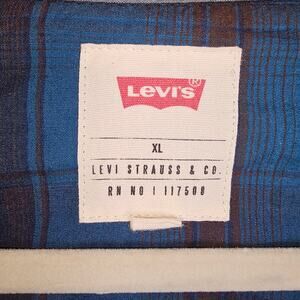 LEVI'S®
XL
LEVI STRAUSS & CO.
RN NO | 117508